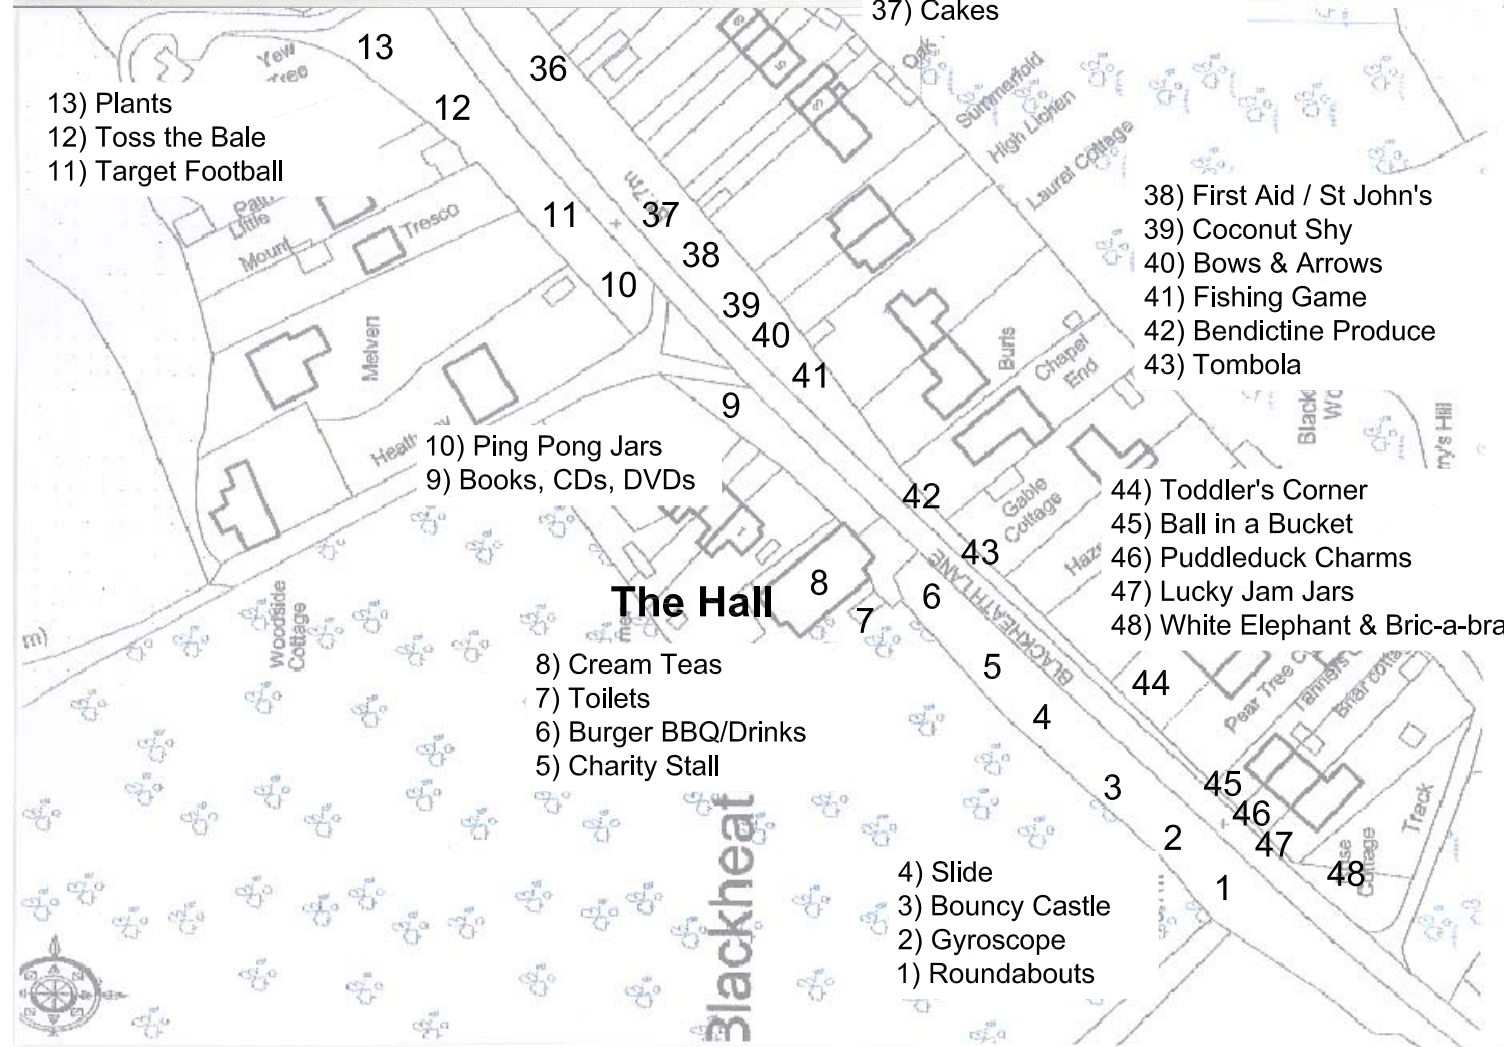 37) Cakes
13
36
Oak
Yew
Tree
Summerfold
13) Plants
12
High Lichen
12) Toss the Bale
11) Target Football
Laurel Cottage
38) First Aid / St John's
39) Coconut Shy
40) Bows & Arrows
41) Fishing Game
42) Bendictine Produce
43) Tombola
Little
Mount
Tresco
11
37
38
10
39
40
41
Melven
Burls
Chapel
End
9
Black
10) Ping Pong Jars
9) Books, CDs, DVDs
44) Toddler's Corner
45) Ball in a Bucket
46) Puddleduck Charms
47) Lucky Jam Jars
48) White Elephant & Bric-a-bra
42
Gable
Cottage
43
BLACKHEATH LANE
The Hall
8
6
7
Woodside
Cottage
m)
8) Cream Teas
7) Toilets
6) Burger BBQ/Drinks
5) Charity Stall
5
44
4
Pear Tree
Tanners
Briar
3
45
46
2
47
48
1
Track
Cottage
Blackheat
4) Slide
3) Bouncy Castle
2) Gyroscope
1) Roundabouts